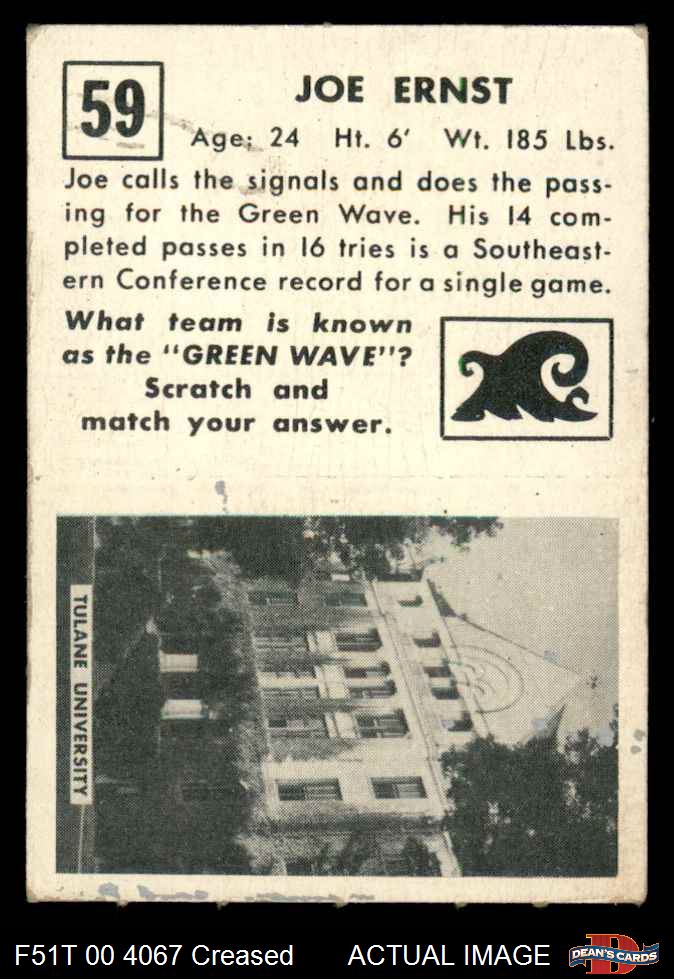 59
JOE ERNST
Age: 24 Ht. 6' Wt. 185 Lbs.
Joe calls the signals and does the pass-
ing for the Green Wave. His 14 com-
pleted passes in 16 tries is a Southeast-
ern Conference record for a single game.
What team is known
as the "GREEN WAVE"?
Scratch and
match your answer.
TULANE UNIVERSITY
F51T 00 4067 Creased ACTUAL IMAGE
D
DEAN'S CARDS